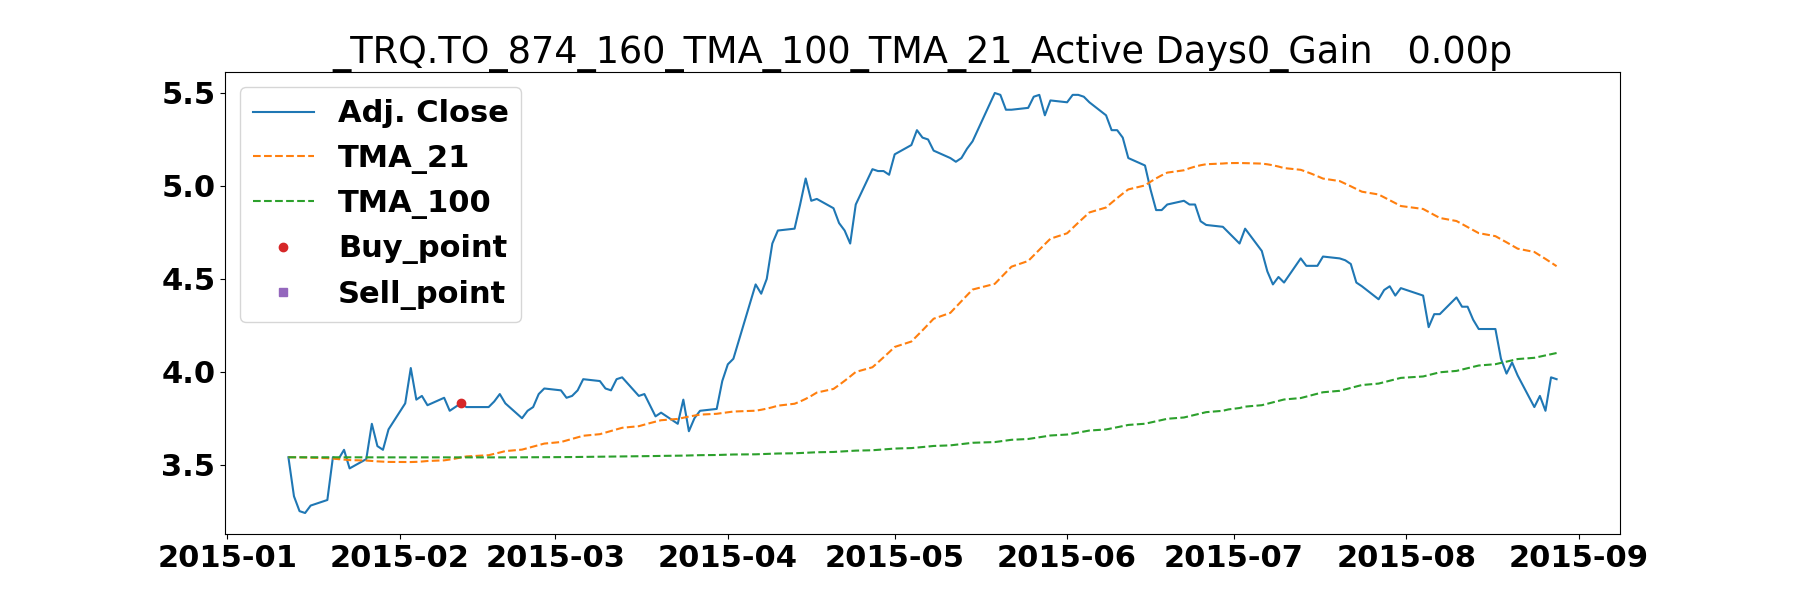 _TRQ.TO_874_160_TMA_100_TMA_21_Active Days0_Gain   0.00p
5.5
5.0
4.5
4.0
3.5
Adj. Close
TMA_21
TMA_100
Buy_point
Sell_point
2015-01 2015-02 2015-03 2015-04 2015-05 2015-06 2015-07 2015-08 2015-09